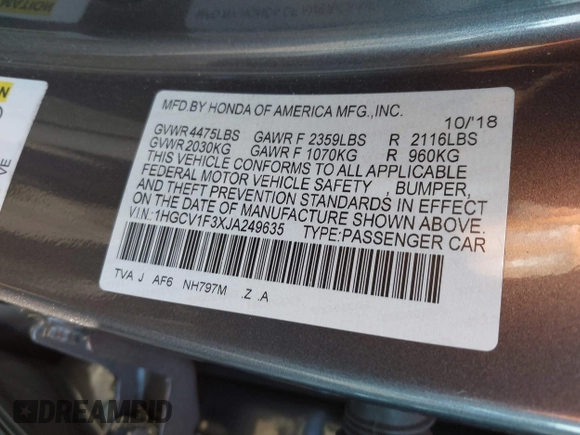 MFD.BY HONDA OF AMERICA MFG.,INC. 10/'18
GVWR 4475LBS GAWR F 2359LBS R 2116LBS
GVWR 2030KG GAWR F 1070KG R 960KG
THIS VEHICLE CONFORMS TO ALL APPLICABLE
FEDERAL MOTOR VEHICLE SAFETY , BUMPER,
AND THEFT PREVENTION STANDARDS IN EFFECT
ON THE DATE OF MANUFACTURE SHOWN ABOVE.
V.I.N.:1HGCV1F3XJA249635 TYPE:PASSENGER CAR
TVA J AF6 NH797M .Z .A
VE
DREAMBID